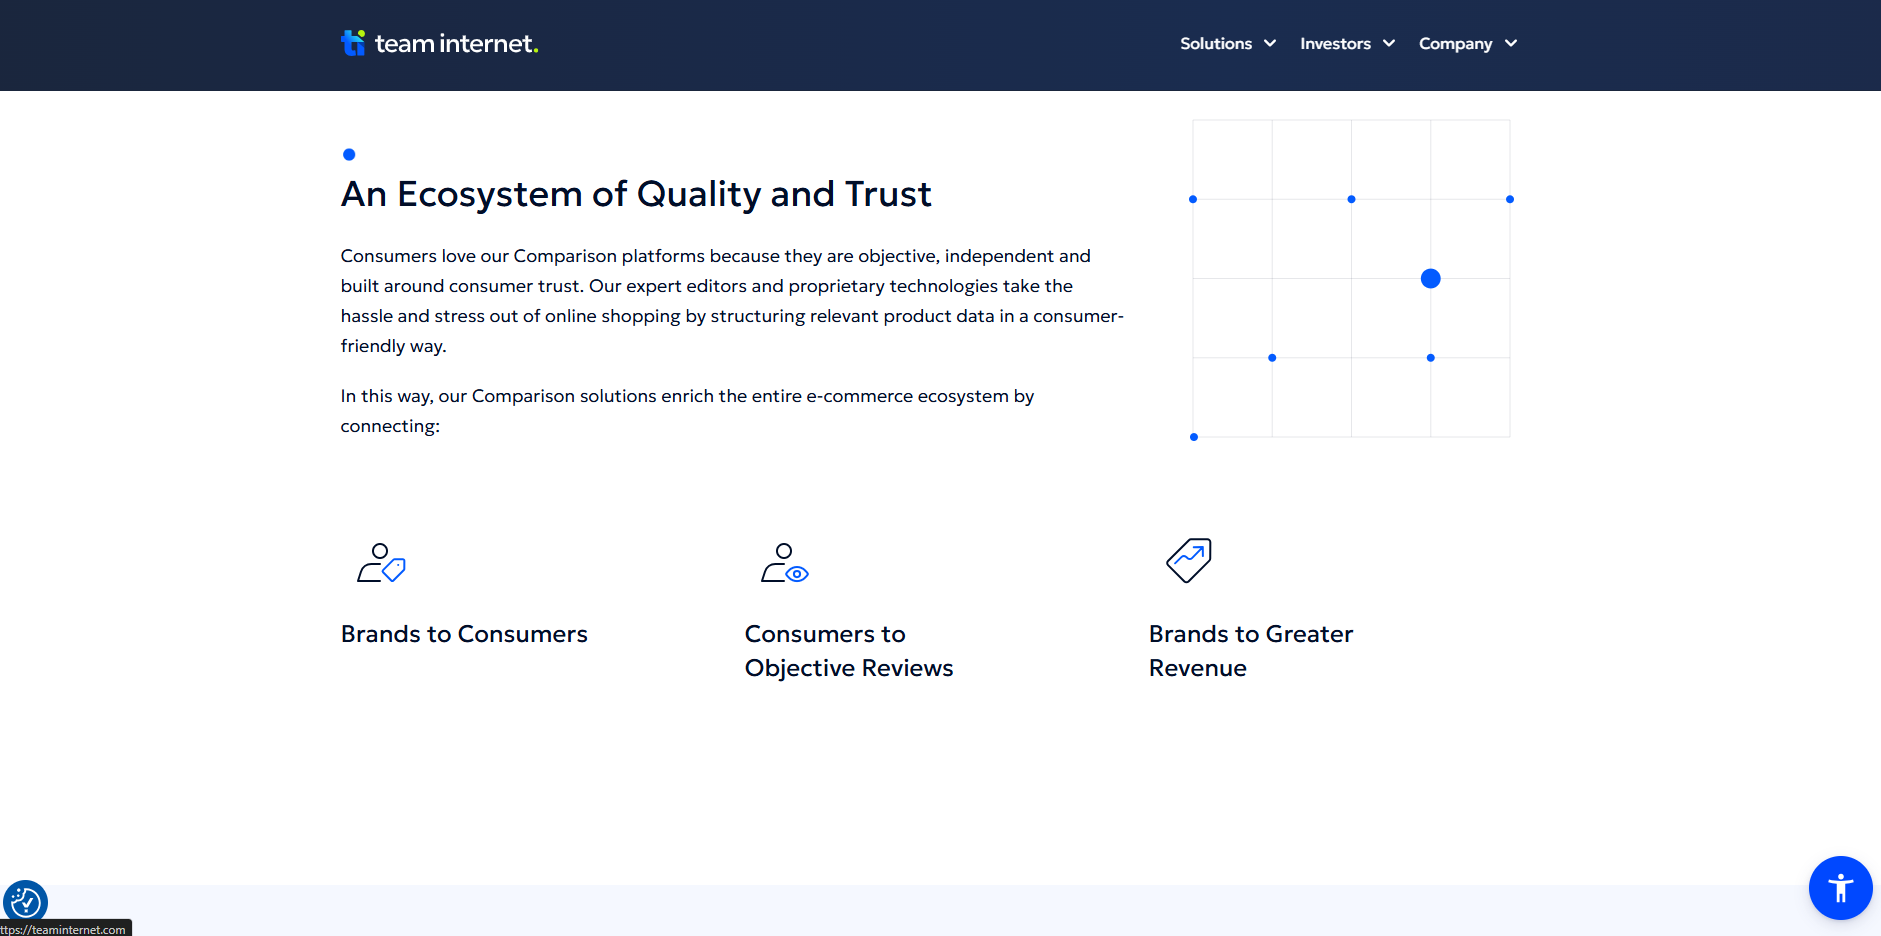 team internet.
Solutions
Investors
Company
An Ecosystem of Quality and Trust
Consumers love our Comparison platforms because they are objective, independent and
built around consumer trust. Our expert editors and proprietary technologies take the
hassle and stress out of online shopping by structuring relevant product data in a consumer-
friendly way.
In this way, our Comparison solutions enrich the entire e-commerce ecosystem by
connecting:
Brands to Consumers
Consumers to
Objective Reviews
Brands to Greater
Revenue
ttps://teaminternet.com